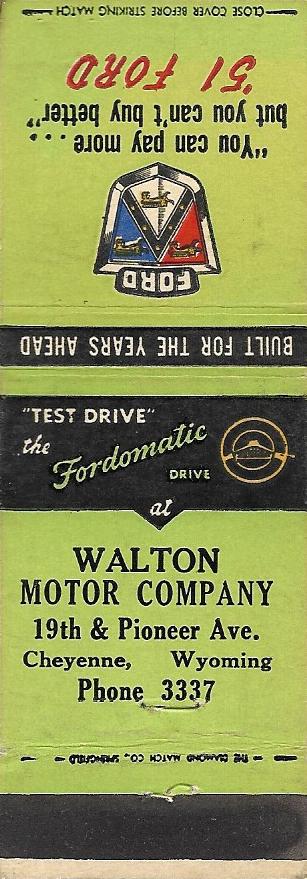 CLOSE COVER BEFORE STRIKING MATCH
'51 FORD
"You can pay more...
but you can't buy better"
FORD
BUILT FOR THE YEARS AHEAD
"TEST DRIVE"
the
Fordomatic
DRIVE
at
WALTON
MOTOR COMPANY
19th & Pioneer Ave.
Cheyenne, Wyoming
Phone 3337
THE DIAMOND MATCH CO., SPRINGFIELD